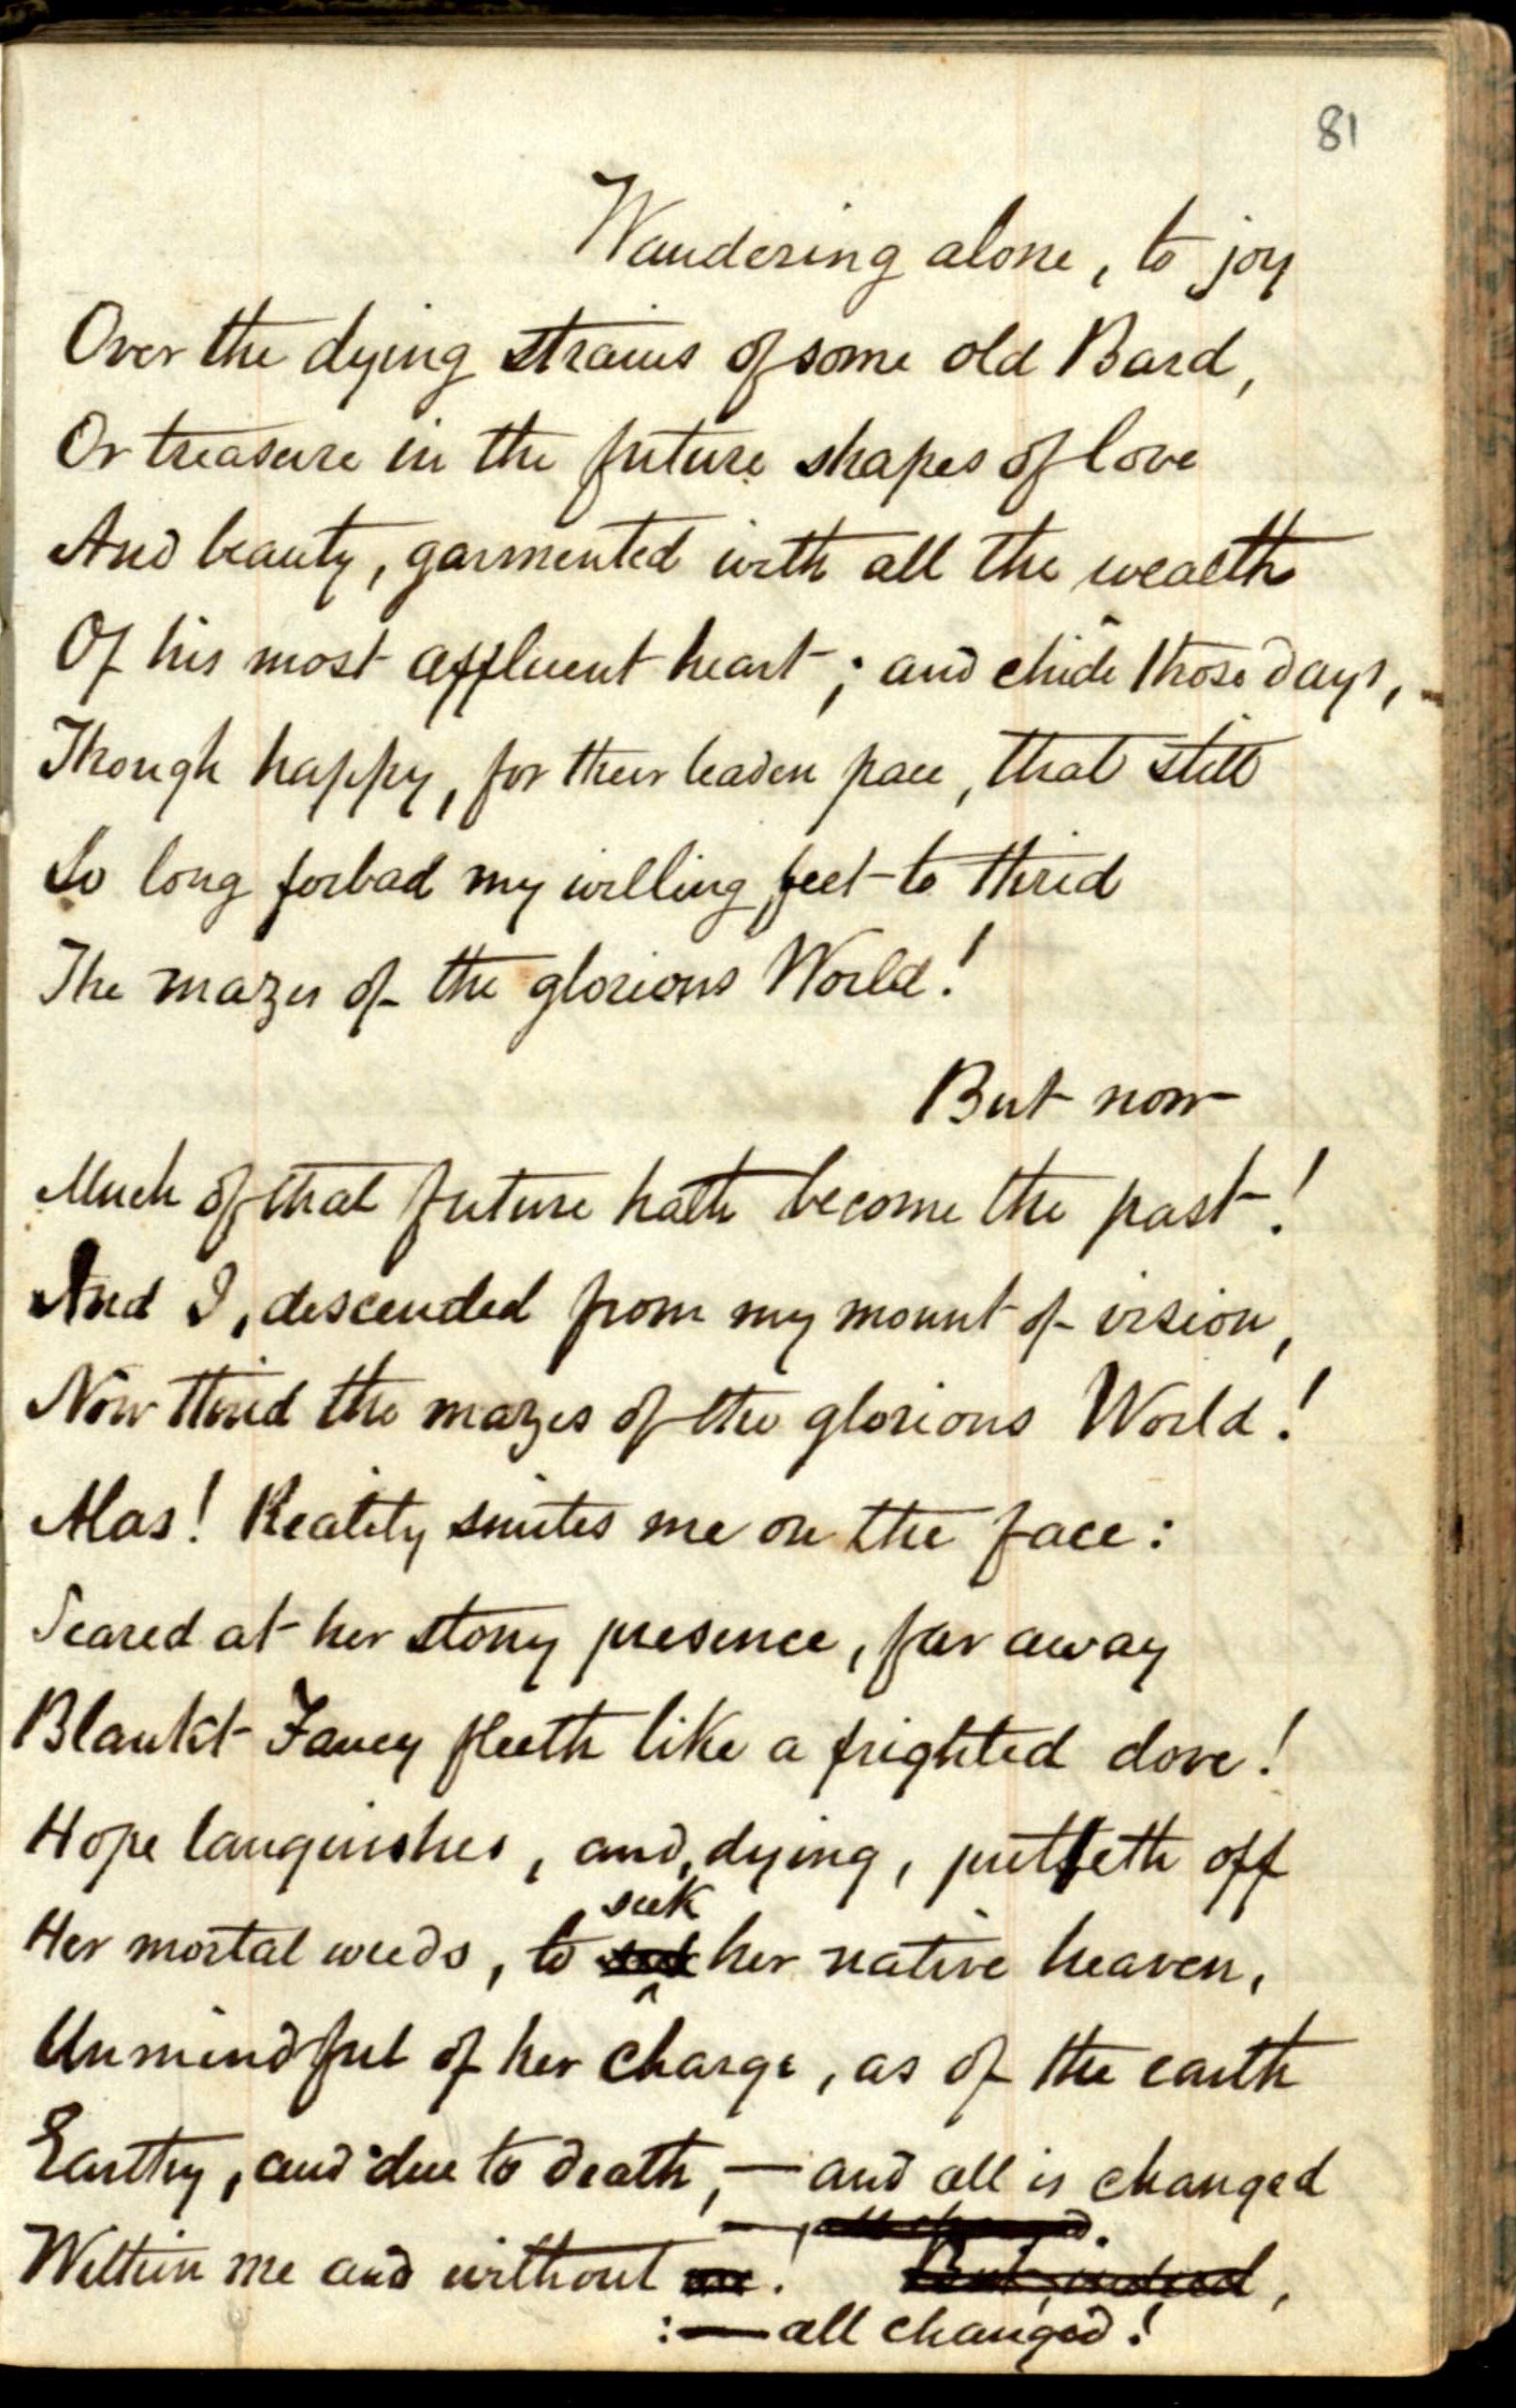 81
Wandering alone, to joy
Over the dying strains of some old Bard,
Or treasure in the future shapes of love
And beauty, garmented with all the wealth
Of his most affluent heart; and chide those days,
Though happy, for their leaden pace, that still
So long forbad my willing feet to thrid
The mazes of the glorious World!
But now
Much of that future hath become the past!
And I, descended from my mount of vision,
Now thrid the mazes of the glorious World!
Alas! Reality smites me on the face:
Scared at her stony presence, far away
Blankt Fancy fleeth like a frighted dove!
Hope languishes, and, dying, putteth off
seek
Her mortal weeds, to her native heaven,
Unmindful of her charge, as of the earth
Earthy, and due to death, — and all is changed
— all changed.
Within me and without me! But, indeed,
:— all changed!